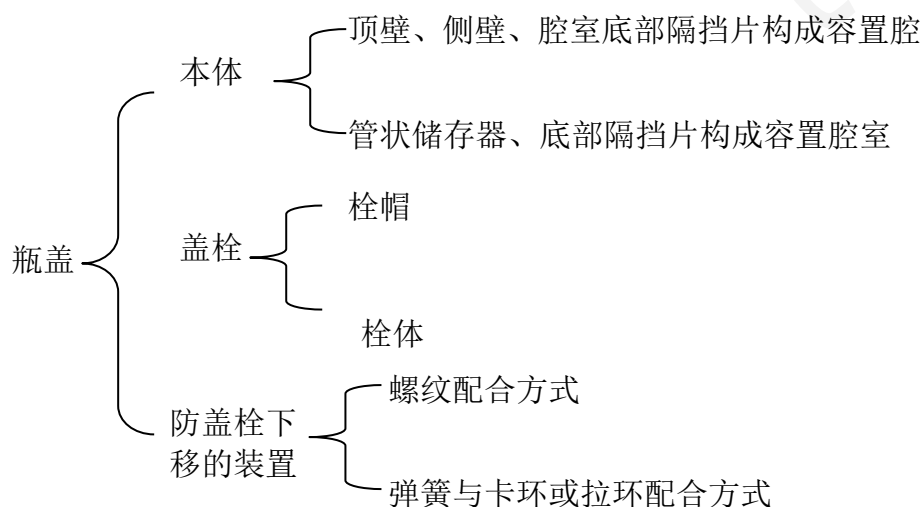 顶壁、侧壁、腔室底部隔挡片构成容置腔
本体
管状储存器、底部隔挡片构成容置腔室
栓帽
瓶盖
盖栓
栓体
螺纹配合方式
防盖栓下
移的装置
弹簧与卡环或拉环配合方式